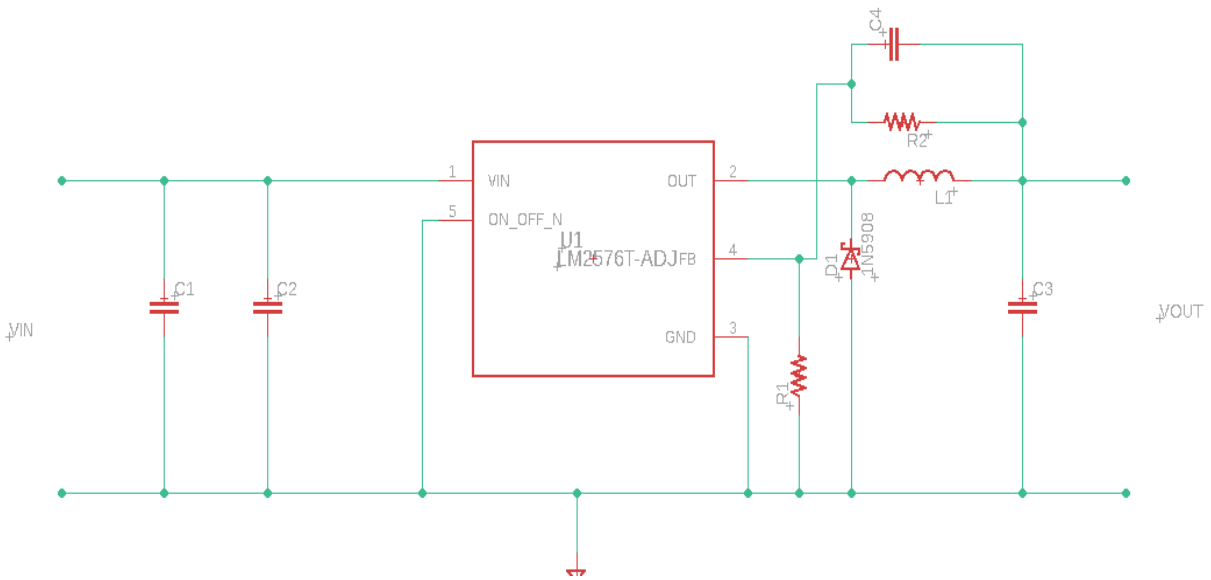 C4
R2
1
VIN
OUT
2
L1
5
ON_OFF_N
U1
LM2576T-ADJ
FB
4
D1
1N5908
C1
C2
C3
VIN
VOUT
GND
3
R1